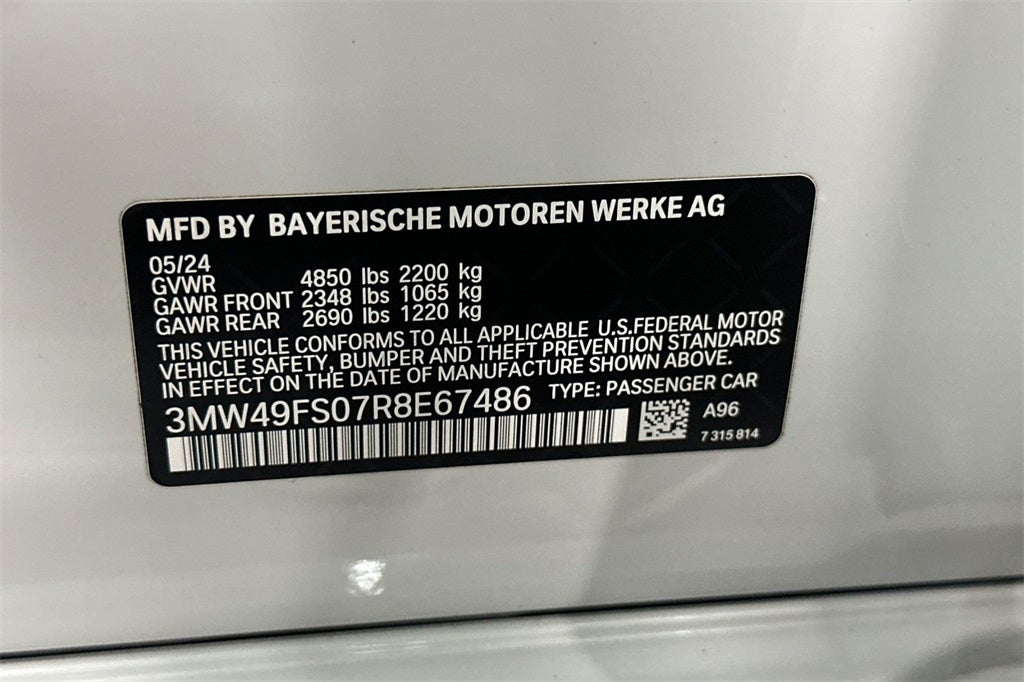 MFD BY BAYERISCHE MOTOREN WERKE AG
05/24
GVWR 4850 lbs 2200 kg
GAWR FRONT 2348 lbs 1065 kg
GAWR REAR 2690 lbs 1220 kg
THIS VEHICLE CONFORMS TO ALL APPLICABLE U.S.FEDERAL MOTOR
VEHICLE SAFETY, BUMPER AND THEFT PREVENTION STANDARDS
IN EFFECT ON THE DATE OF MANUFACTURE SHOWN ABOVE.
3MW49FS07R8E67486 TYPE: PASSENGER CAR
A96
7 315 814